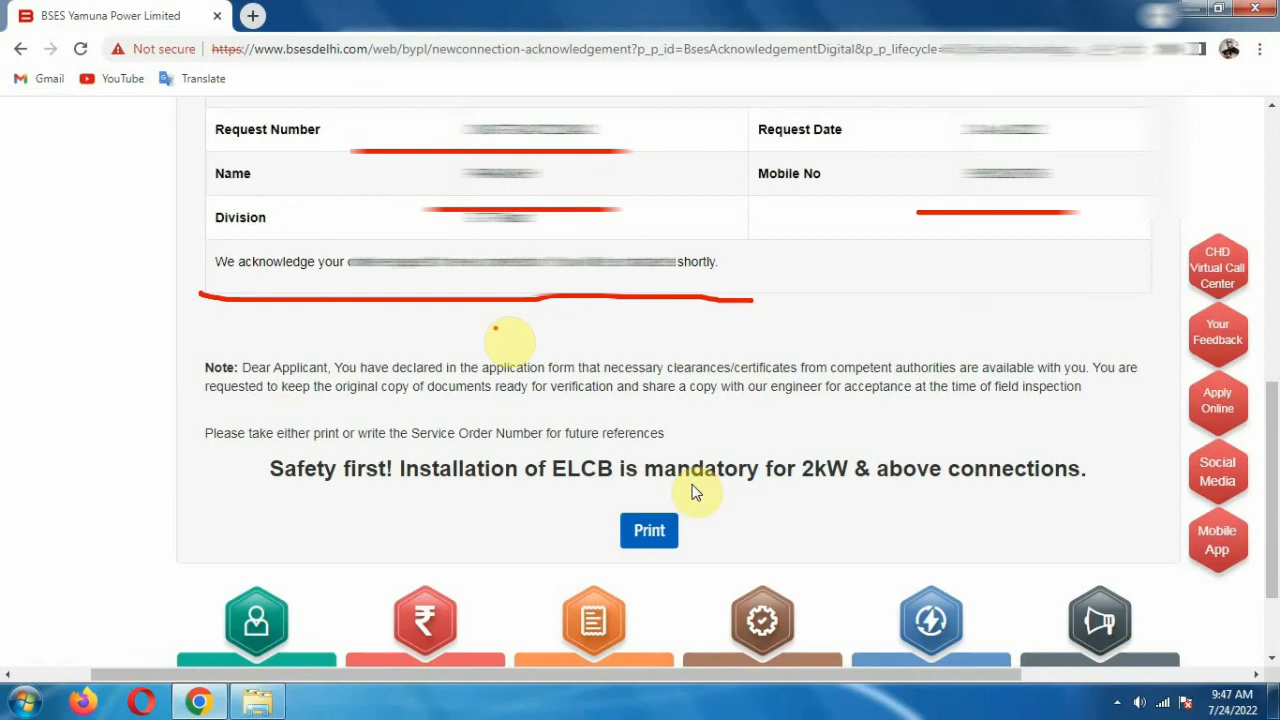 BSES Yamuna Power Limited
Not secure https://www.bsesdelhi.com/web/bypl/newconnection-acknowledgement?p_p_id=BsesAcknowledgementDigital&p_p_lifecycle=
Gmail YouTube Translate
Request Number Request Date
Name Mobile No
Division
We acknowledge your shortly.
CHD
Virtual Call
Center
Your
Feedback
Note: Dear Applicant, You have declared in the application form that necessary clearances/certificates from competent authorities are available with you. You are
requested to keep the original copy of documents ready for verification and share a copy with our engineer for acceptance at the time of field inspection
Apply
Online
Please take either print or write the Service Order Number for future references
Safety first! Installation of ELCB is mandatory for 2kW & above connections.
Social
Media
Print
Mobile
App
9:47 AM
7/24/2022